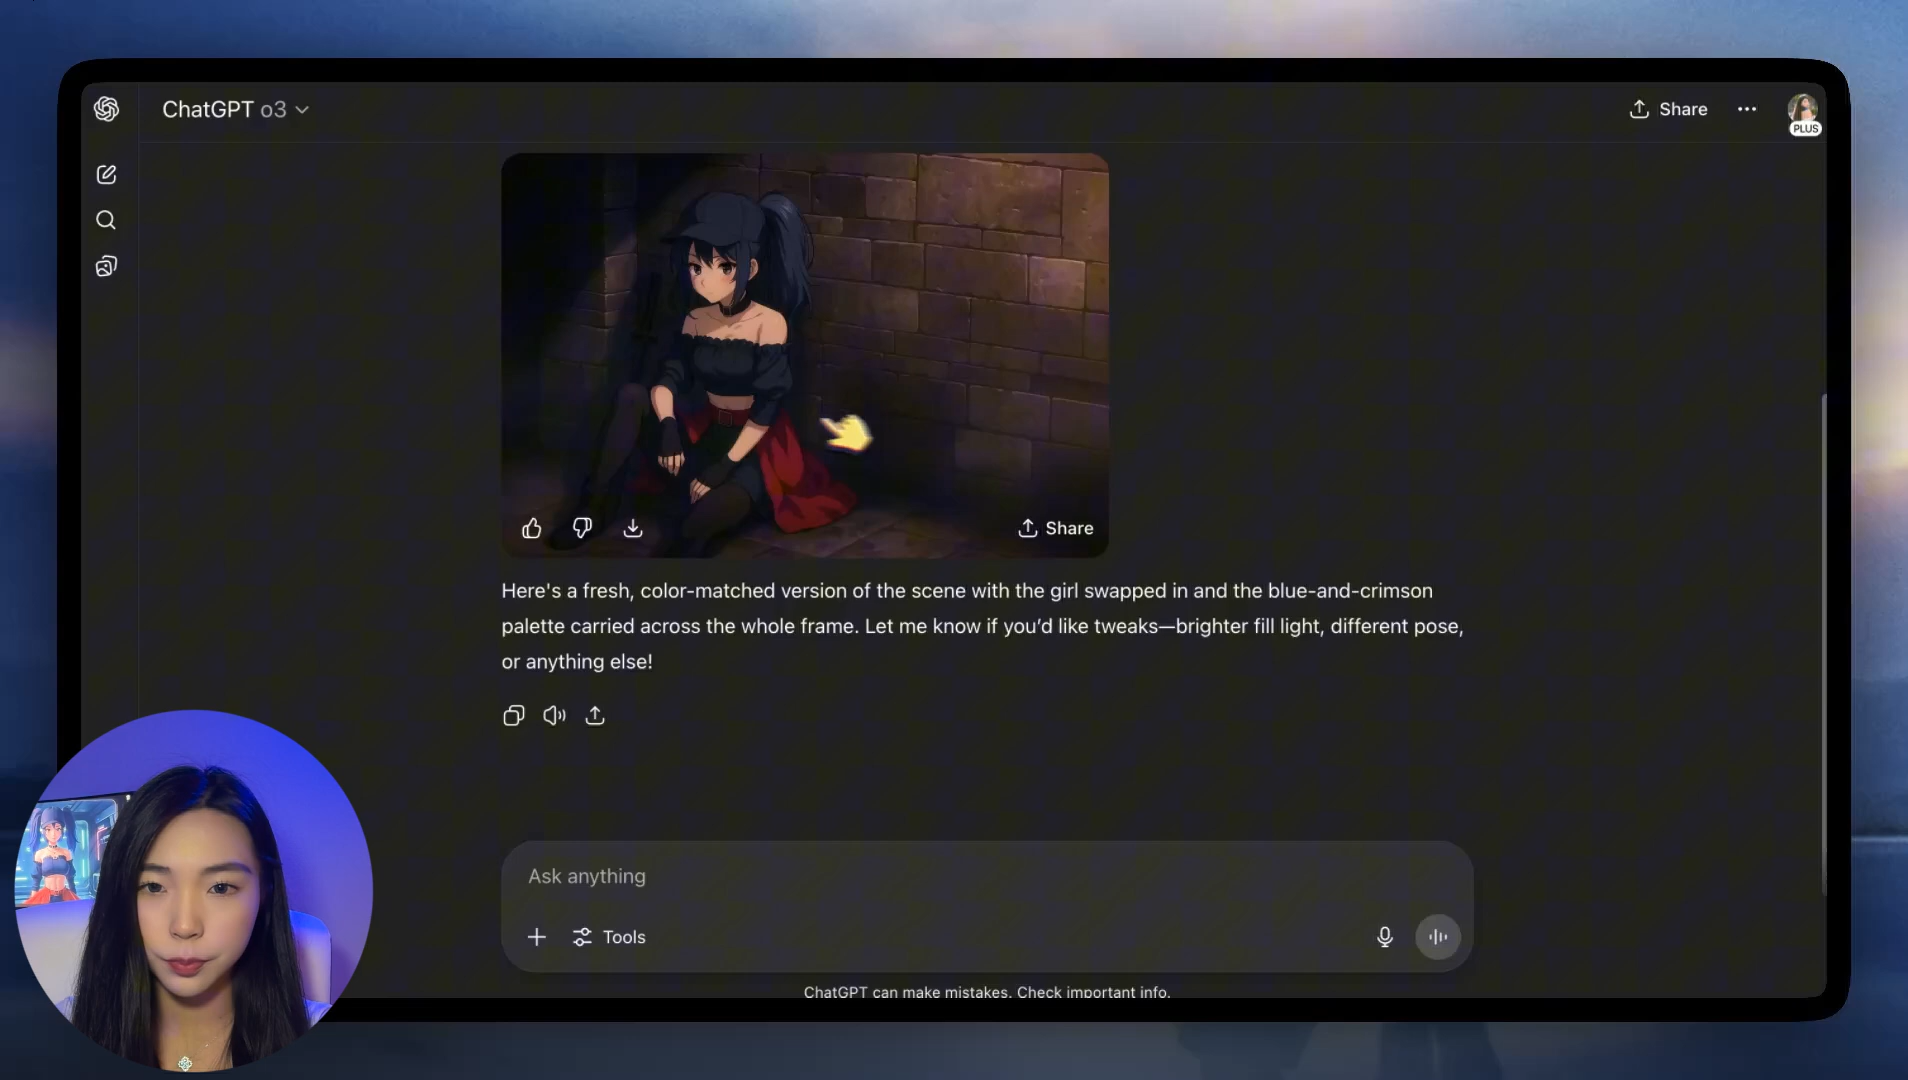 ChatGPT o3
Share
PLUS
Share
Here's a fresh, color-matched version of the scene with the girl swapped in and the blue-and-crimson
palette carried across the whole frame. Let me know if you’d like tweaks—brighter fill light, different pose,
or anything else!
Ask anything
Tools
ChatGPT can make mistakes. Check important info.